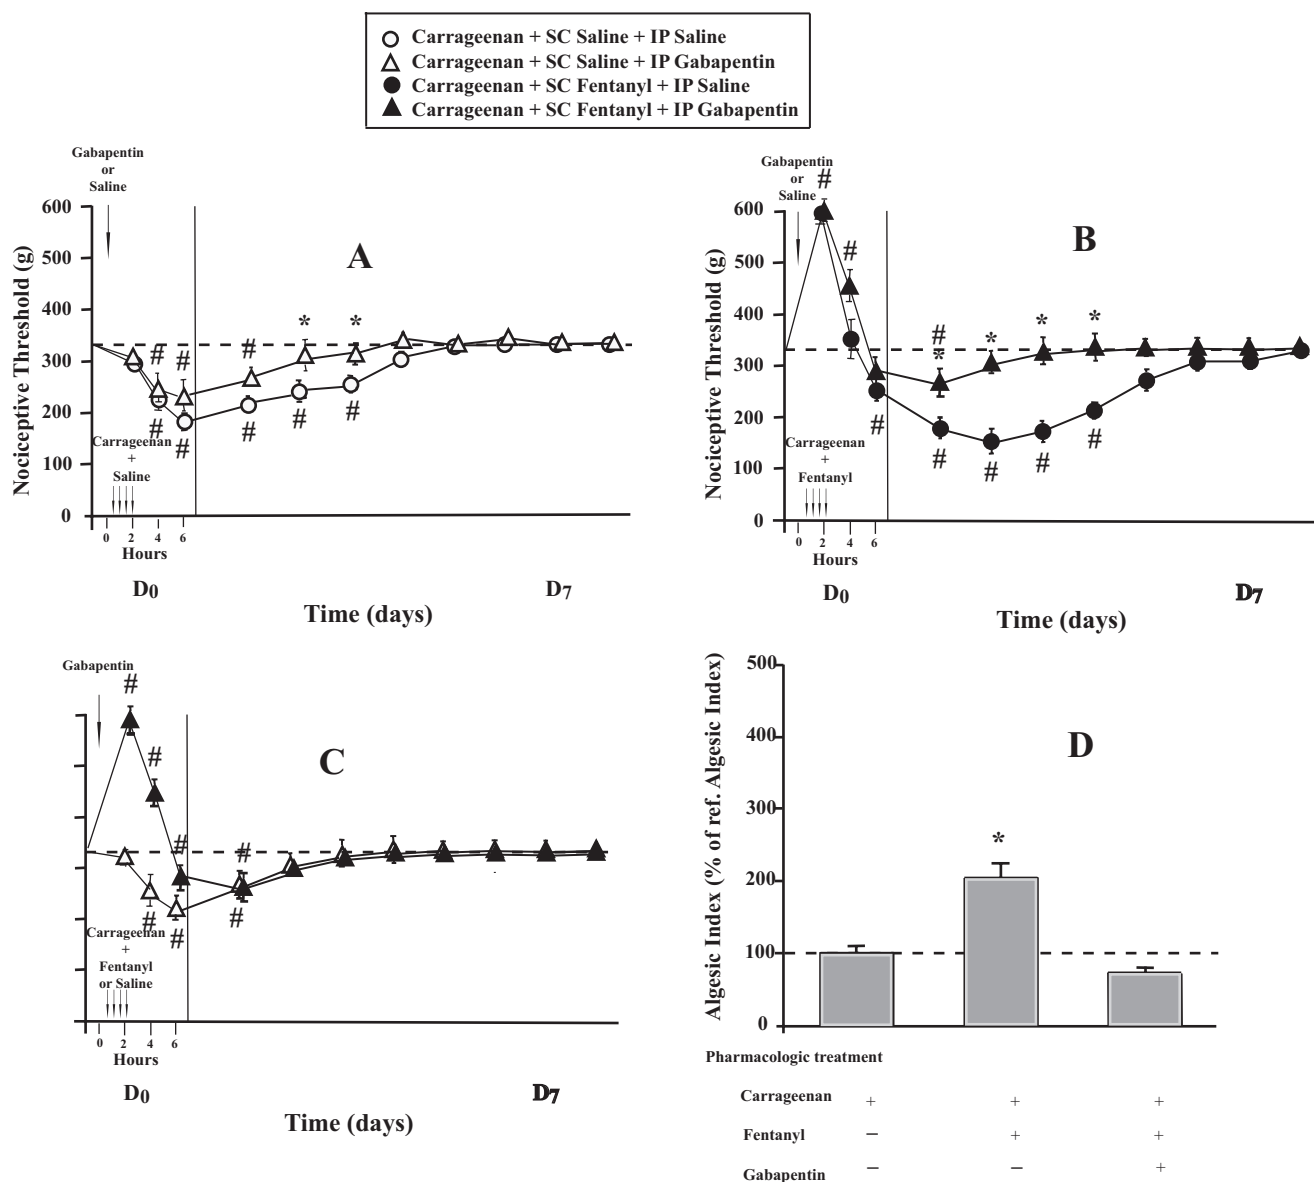 Carrageenan + SC Saline + IP Saline
Carrageenan + SC Saline + IP Gabapentin
Carrageenan + SC Fentanyl + IP Saline
Carrageenan + SC Fentanyl + IP Gabapentin
Gabapentin
or
Saline
600
500
400
300
200
100
0
Nociceptive Threshold (g)
A
# # # * *
# # # # #
Carrageenan
+
Saline
0 2 4 6
Hours
D0 D7
Time (days)
Gabapentin
or
Saline
600
500
400
300
200
100
0
Nociceptive Threshold (g)
B
#
#
#
* * * *
# # # # #
Carrageenan
+
Fentanyl
0 2 4 6
Hours
D0 D7
Time (days)
Gabapentin
C
#
#
# #
# # #
Carrageenan
+
Fentanyl
or Saline
0 2 4 6
Hours
D0 D7
Time (days)
500
400
300
200
100
0
Algesic Index (% of ref. Algesic Index)
D
*
Pharmacologic treatment
Carrageenan + + +
Fentanyl – + +
Gabapentin – – +